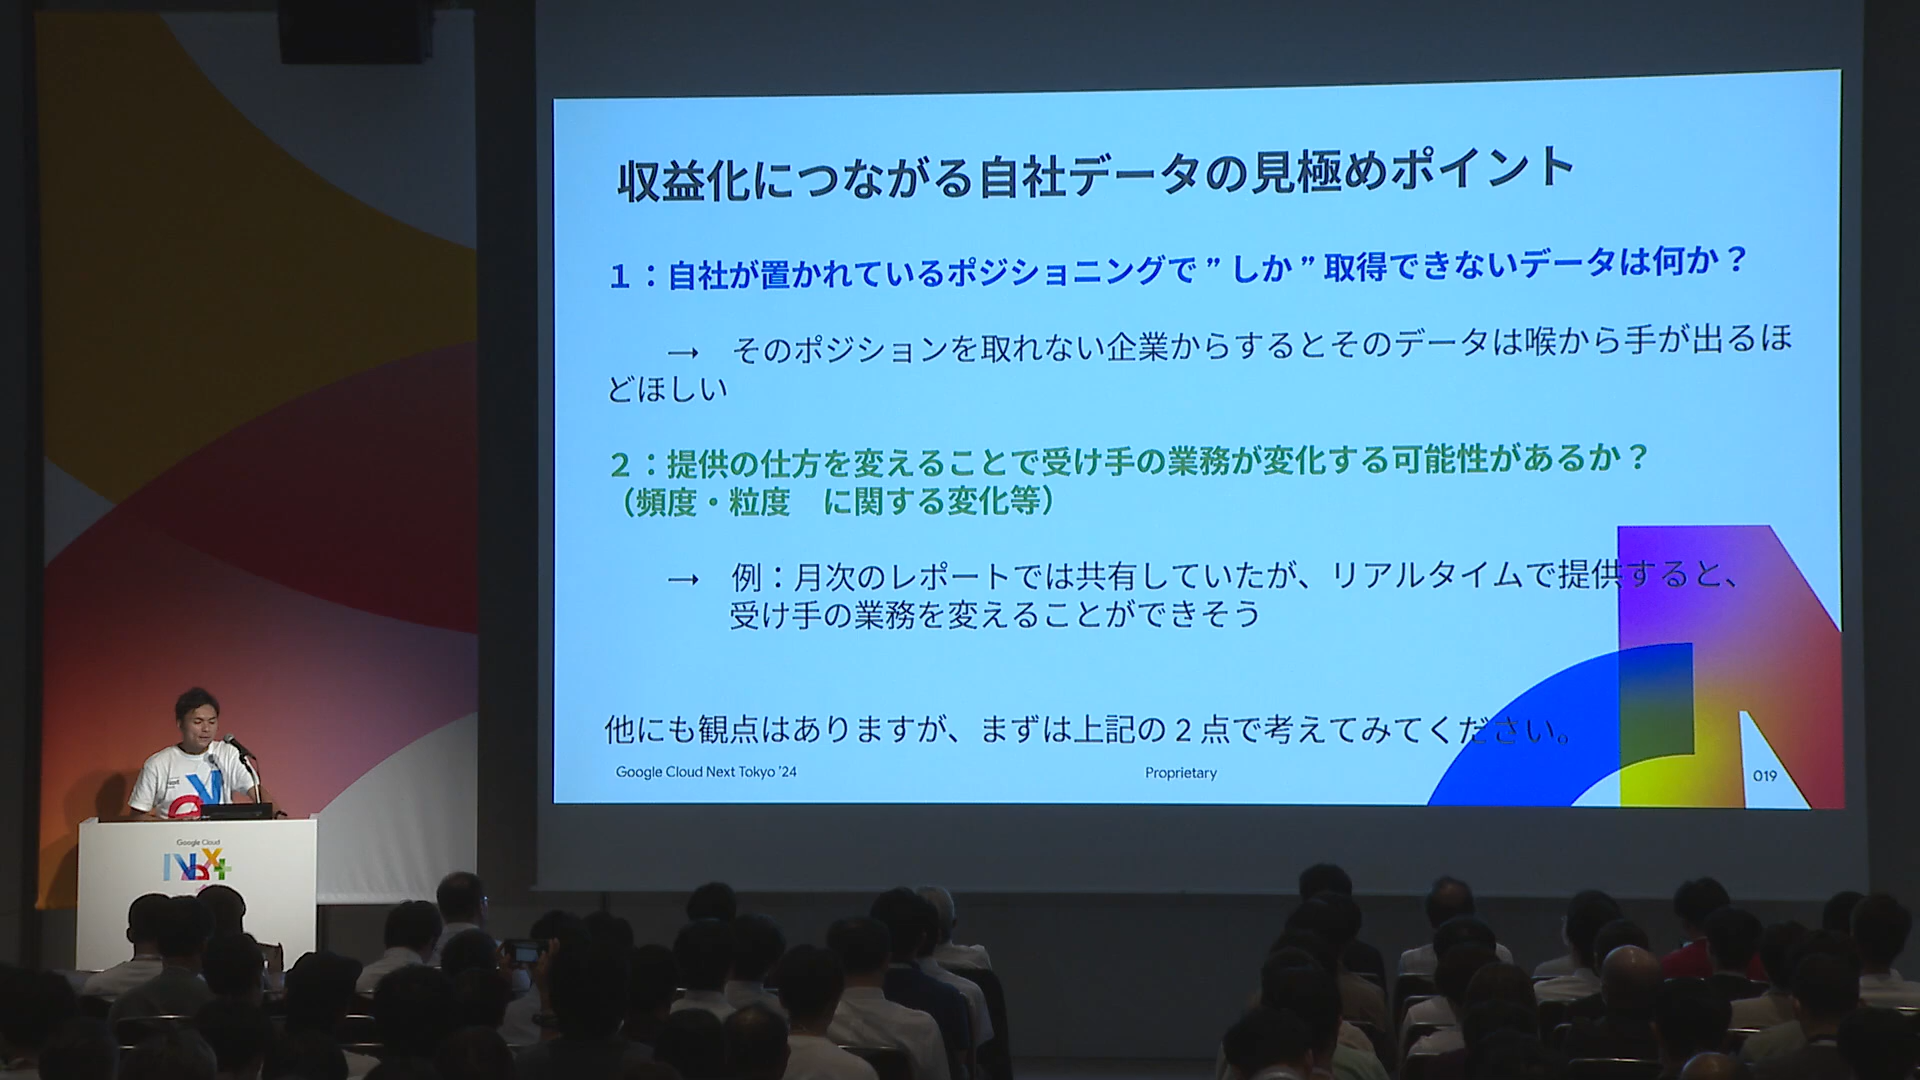 収益化につながる自社データの見極めポイント
１：自社が置かれているポジショニングで”しか”取得できないデータは何か？
→　そのポジションを取れない企業からするとそのデータは喉から手が出るほ
どほしい
２：提供の仕方を変えることで受け手の業務が変化する可能性があるか？
（頻度・粒度　に関する変化等）
→　例：月次のレポートでは共有していたが、リアルタイムで提供すると、
受け手の業務を変えることができそう
他にも観点はありますが、まずは上記の２点で考えてみてください。
Google Cloud Next Tokyo ’24
Proprietary
019
Google Cloud
Next